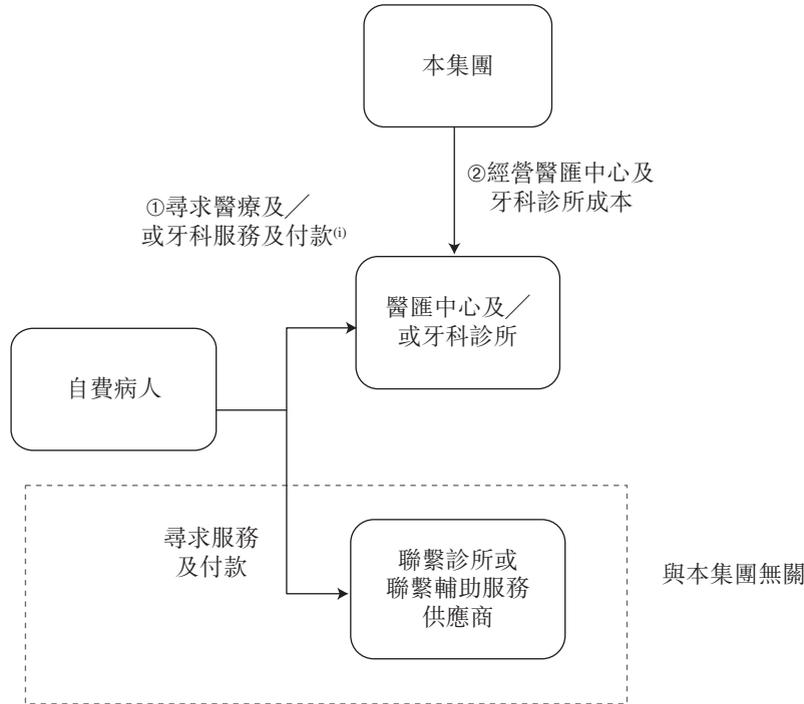 本集團
②經營醫匯中心及
牙科診所成本
①尋求醫療及╱
或牙科服務及付款(i)
醫匯中心及╱
或牙科診所
自費病人
尋求服務
及付款
聯繫診所或
聯繫輔助服務
供應商
與本集團無關